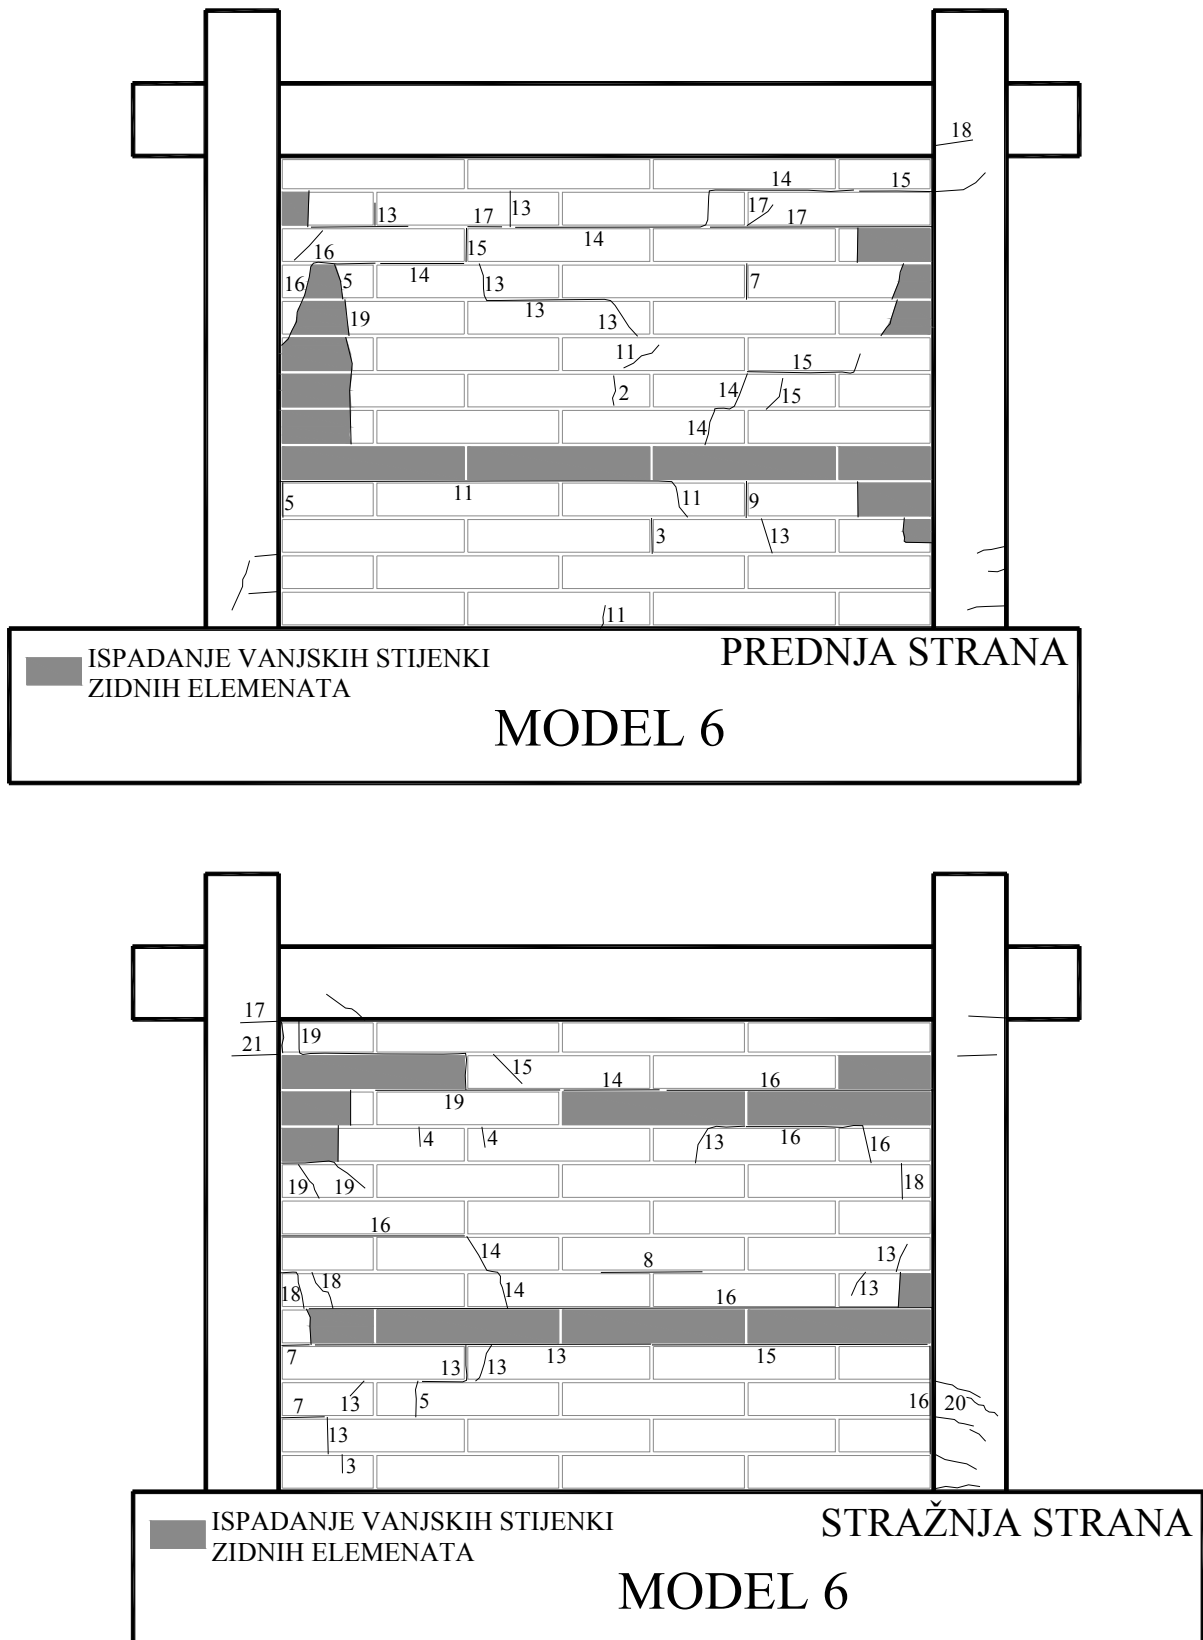 18
14 15
13 17 13 17 17
16 15 14
16 5 14 13 7
19 13 13
11 15
2 14 15
14
5 11 11 9
3 13
11
ISPADANJE VANJSKIH STIJENKI
ZIDNIH ELEMENATA
PREDNJA STRANA
MODEL 6
17
19
21
15 14 16
19
4 4 13 16 16
19 19 18
16
14 8 13
18 18 14 16 13
7 13 13 13 15
7 13 5 16 20
13
3
ISPADANJE VANJSKIH STIJENKI
ZIDNIH ELEMENATA
STRAŽNJA STRANA
MODEL 6